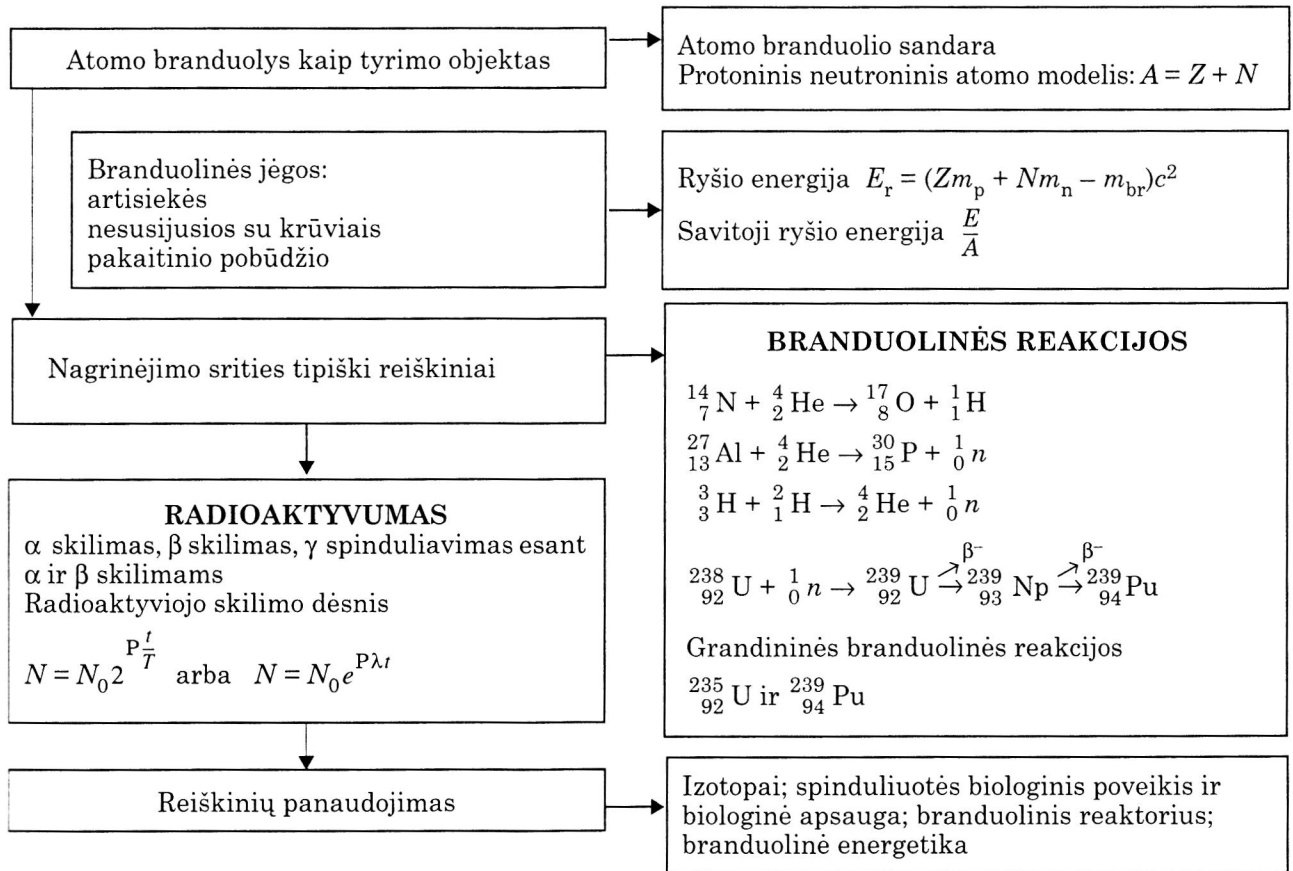 Atomo branduolys kaip tyrimo objektas
Atomo branduolio sandara
Protoninis neutroninis atomo modelis: A = Z + N
Branduolinės jėgos:
artisiekės
nesusijusios su krūviais
pakaitinio pobūdžio
Ryšio energija E_r = (Zm_p + Nm_n – m_br)c²
Savitoji ryšio energija E/A
Nagrinėjimo srities tipiški reiškiniai
BRANDUOLINĖS REAKCIJOS
¹⁴₇N + ⁴₂He → ¹⁷₈O + ¹₁H
²⁷₁₃Al + ⁴₂He → ³⁰₁₅P + ¹₀n
³₃H + ²₁H → ⁴₂He + ¹₀n
β⁻ β⁻
²³⁸₉₂U + ¹₀n → ²³⁹₉₂U → ²³⁹₉₃Np → ²³⁹₉₄Pu
Grandininės branduolinės reakcijos
²³⁵₉₂U ir ²³⁹₉₄Pu
RADIOAKTYVUMAS
α skilimas, β skilimas, γ spinduliavimas esant
α ir β skilimams
Radioaktyviojo skilimo dėsnis
N = N₀2^(P t/T) arba N = N₀e^(Pλt)
Reiškinių panaudojimas
Izotopai; spinduliuotės biologinis poveikis ir
biologinė apsauga; branduolinis reaktorius;
branduolinė energetika